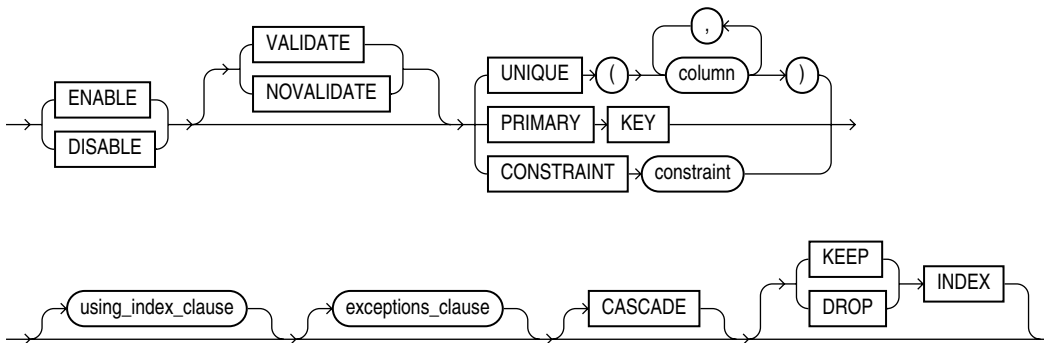 ,
VALIDATE
UNIQUE ( column )
ENABLE NOVALIDATE
PRIMARY KEY
DISABLE
CONSTRAINT constraint
KEEP
using_index_clause exceptions_clause CASCADE INDEX
DROP